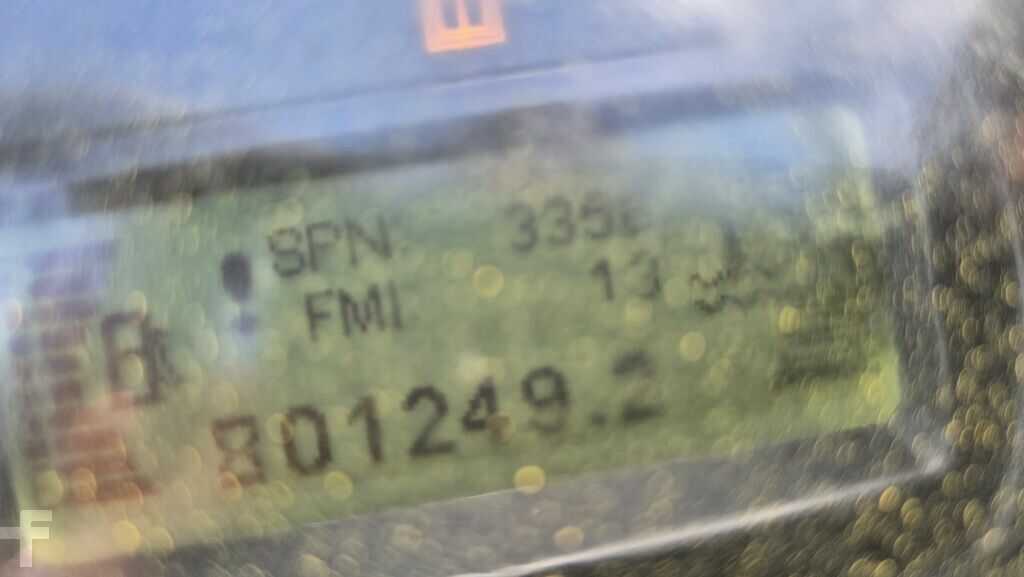 SPN:
FMI 13
801249.2
F